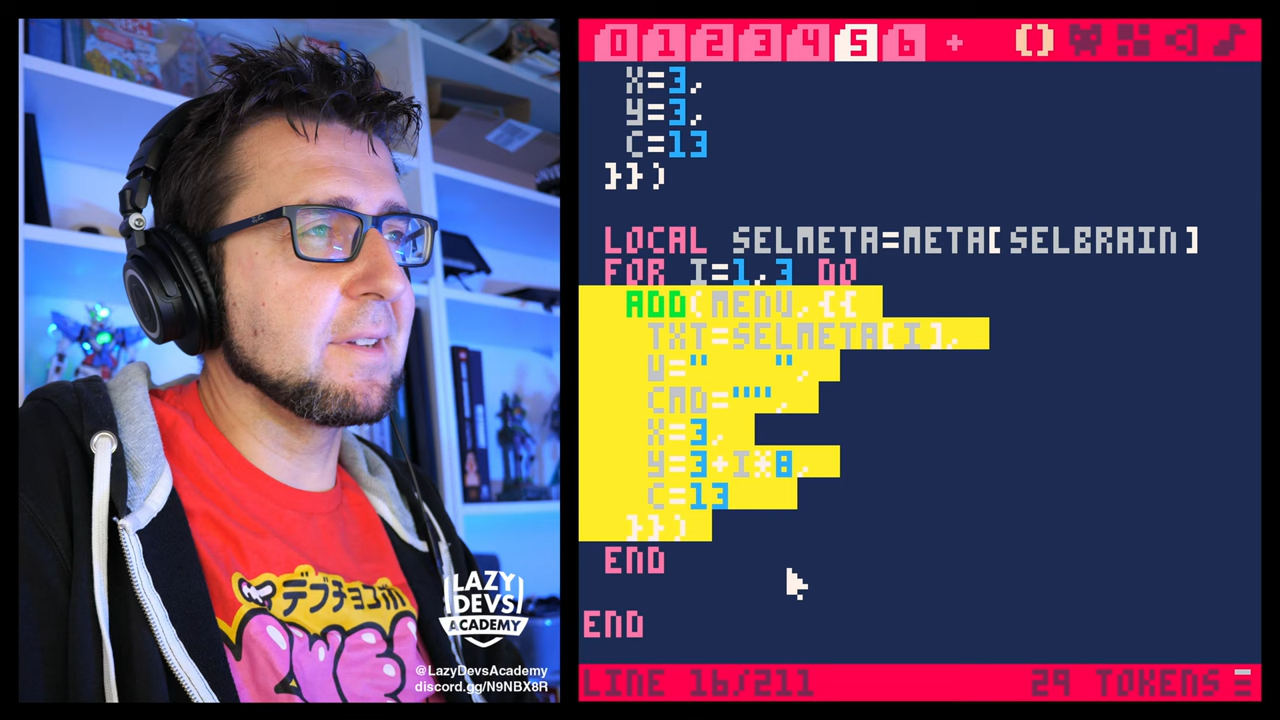 0 1 2 3 4 5 6 +
X=3,
Y=3,
C=13
}})
LOCAL SELMETA=META[SELBRAIN]
FOR I=1,3 DO
ADD(MENU,{{
TXT=SELMETA[I],
W="    ",
CMD="",
X=3,
Y=3+I*8,
C=13
}})
END
END
LINE 16/211
29 TOKENS
デブチョコボ
LAZY
DEVS
ACADEMY
@LazyDevsAcademy
discord.gg/N9NBX8R